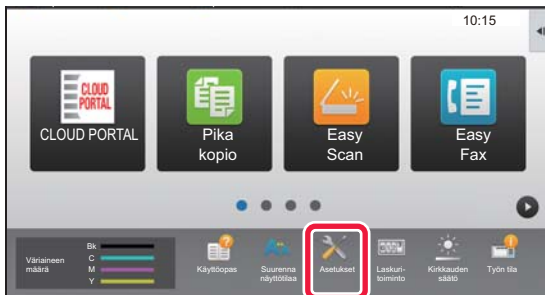 10:15
CLOUD
PORTAL
CLOUD PORTAL
Pika
kopio
Easy
Scan
Easy
Fax
Väriaineen
määrä
Bk
C
M
Y
Käyttöopas
Suurenna
näyttötilaa
Asetukset
Laskuri-
toiminto
Kirkkauden
säätö
Työn tila